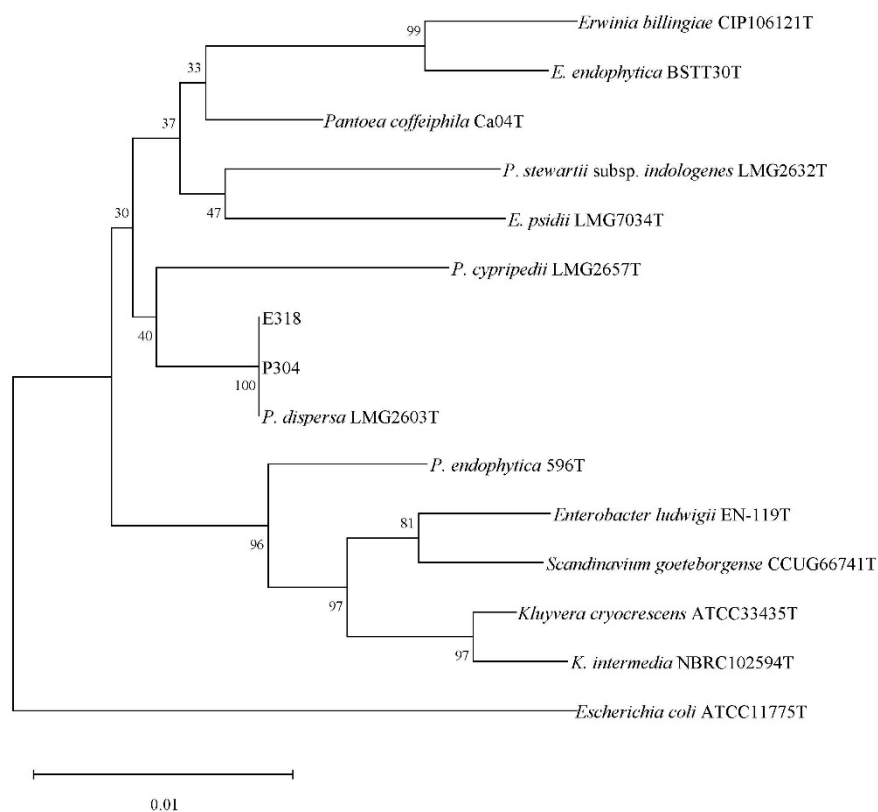 Erwinia billingiae CIP106121T
99
E. endophytica BSTT30T
33
Pantoea coffeiphila Ca04T
37
P. stewartii subsp. indologenes LMG2632T
47
E. psidii LMG7034T
30
P. cypripedii LMG2657T
E318
40
P304
100
P. dispersa LMG2603T
P. endophytica 596T
Enterobacter ludwigii EN-119T
81
96
Scandinavium goeteborgense CCUG66741T
97
Kluyvera cryocrescens ATCC33435T
97
K. intermedia NBRC102594T
Escherichia coli ATCC11775T
0.01